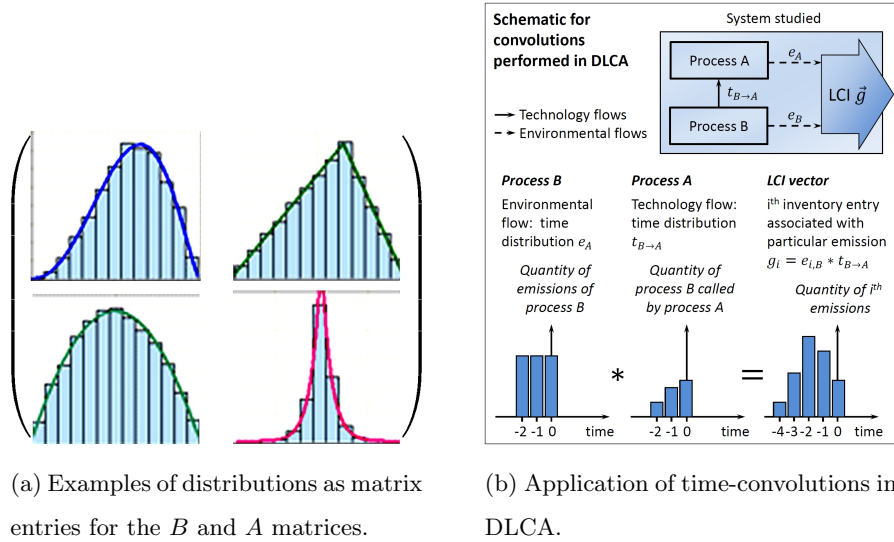 Schematic for
convolutions
performed in DLCA
System studied
Process A
e_A
t_{B→A}
LCI g⃗
Process B
e_B
Technology flows
Environmental flows
Process B
Environmental
flow: time
distribution e_A
Quantity of
emissions of
process B
Process A
Technology flow:
time distribution
t_{B→A}
Quantity of
process B called
by process A
LCI vector
i^th inventory entry
associated with
particular emission
g_i = e_{i,B} * t_{B→A}
Quantity of i^th
emissions
* =
-2 -1 0 time
-2 -1 0 time
-4 -3 -2 -1 0 time
(a) Examples of distributions as matrix
entries for the B and A matrices.
(b) Application of time-convolutions in
DLCA.